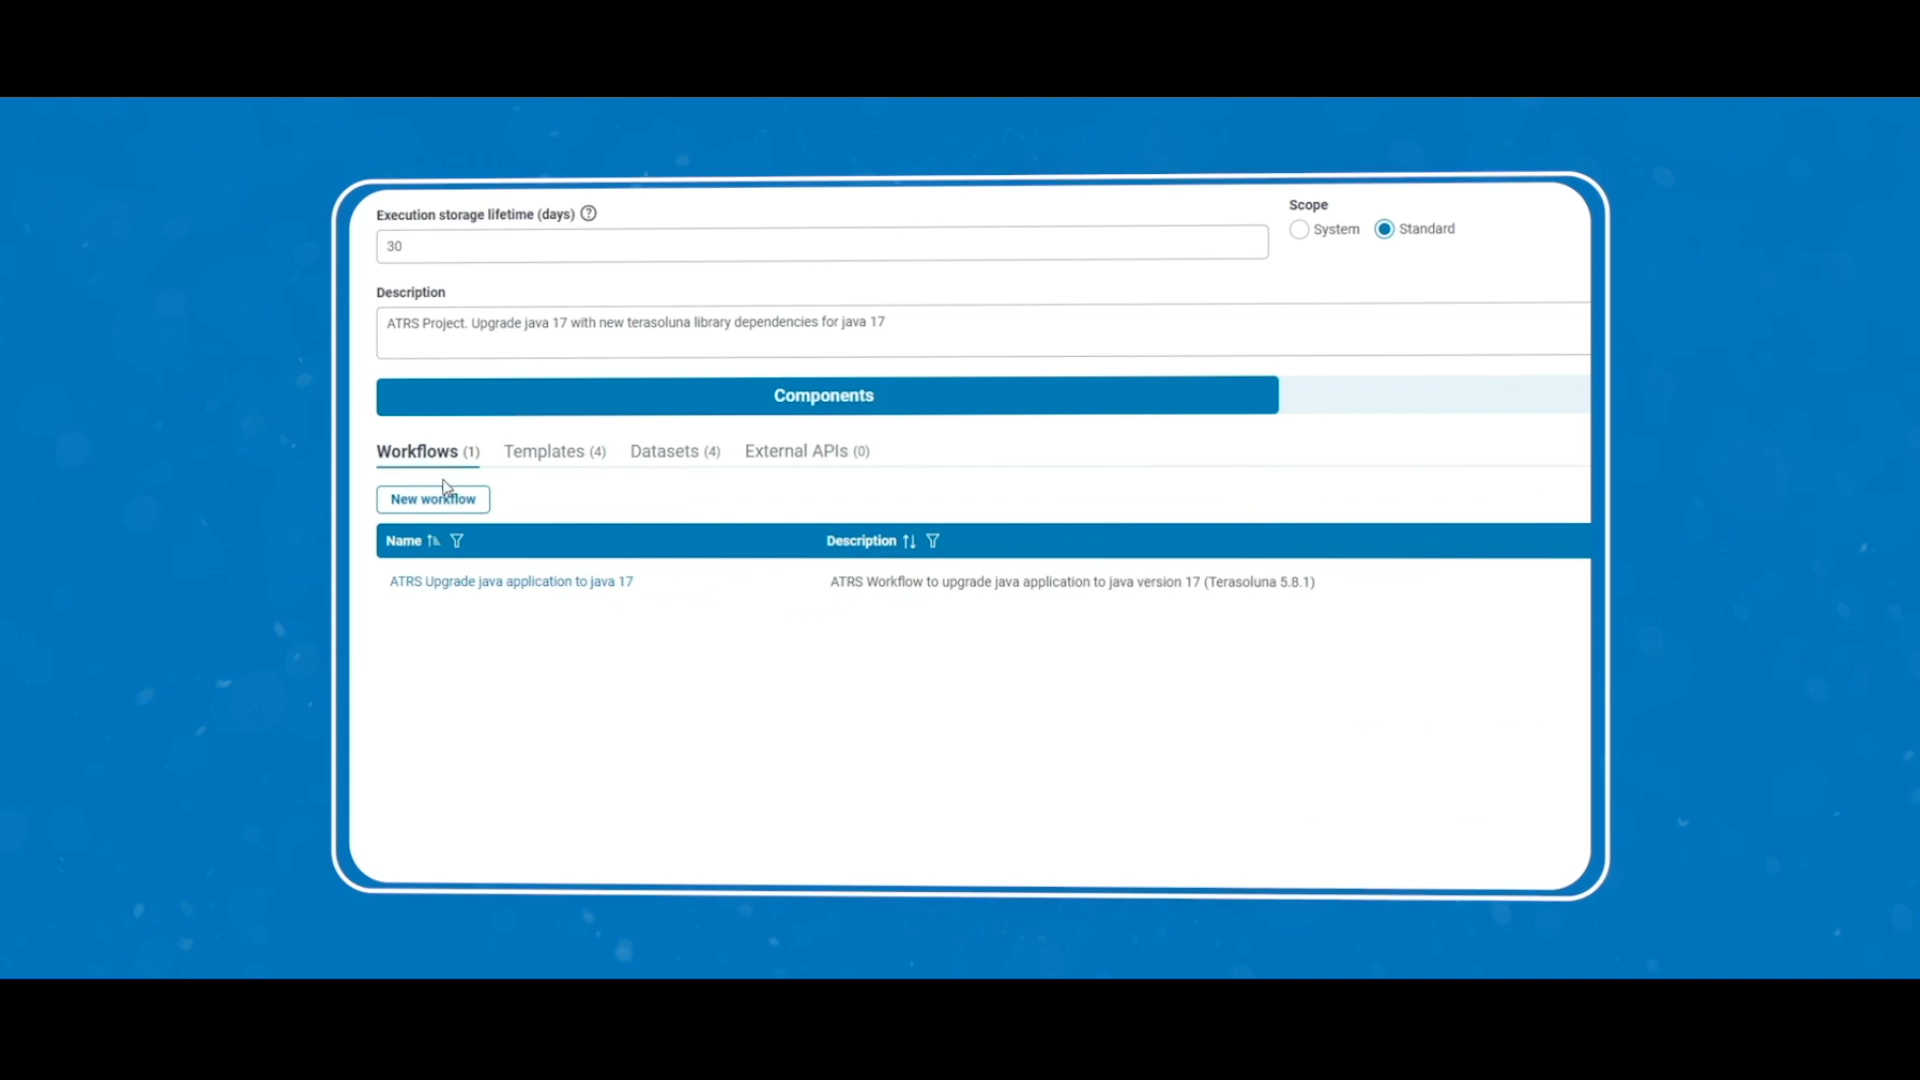 Execution storage lifetime (days)
30
Scope
System
Standard
Description
ATRS Project. Upgrade java 17 with new terasoluna library dependencies for java 17
Components
Workflows (1)
Templates (4)
Datasets (4)
External APIs (0)
New workflow
Name
Description
ATRS Upgrade java application to java 17
ATRS Workflow to upgrade java application to java version 17 (Terasoluna 5.8.1)